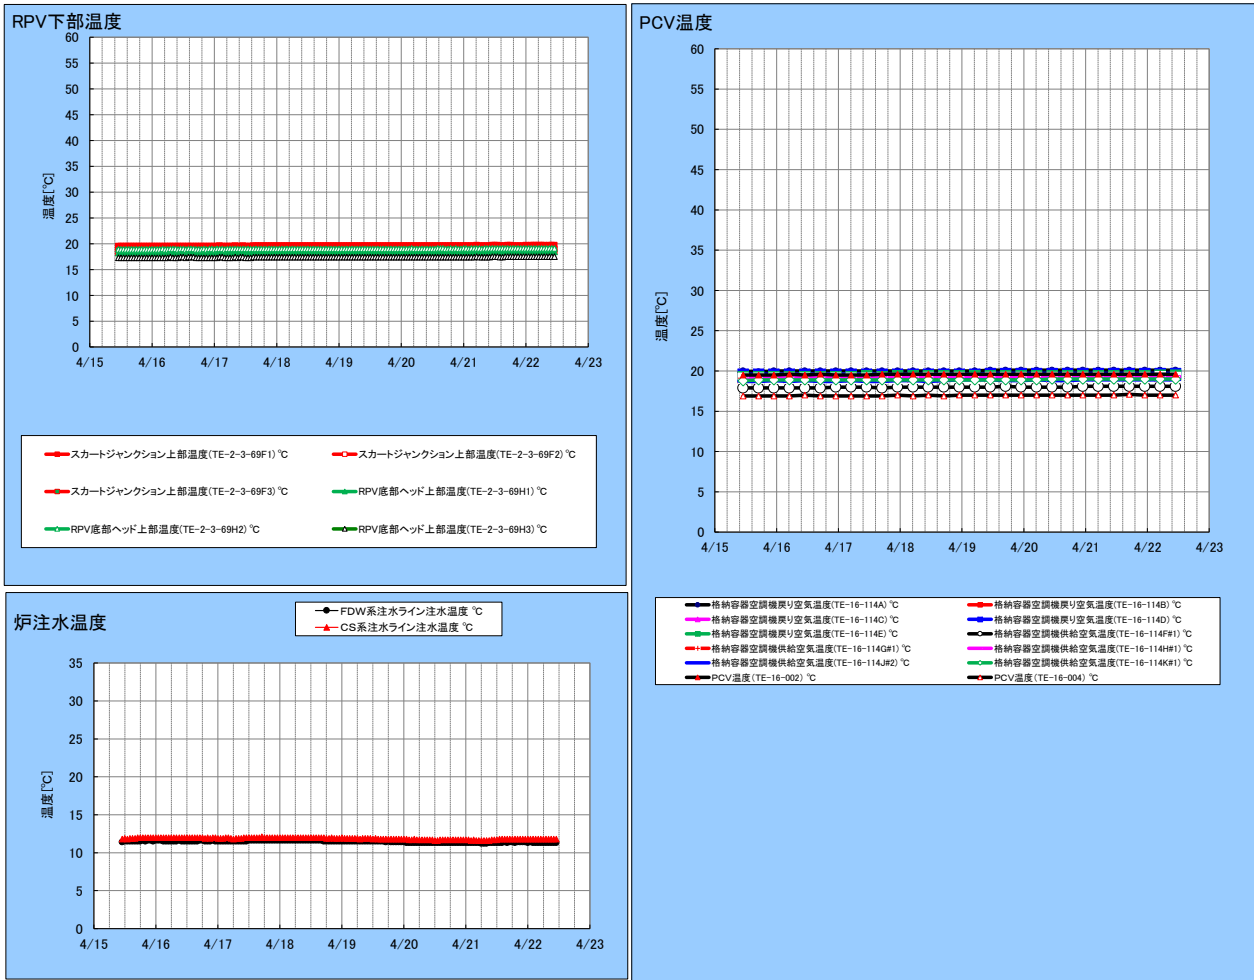 RPV下部温度
60
55
50
45
40
35
30
25
20
15
10
5
0
温度[℃]
4/15 4/16 4/17 4/18 4/19 4/20 4/21 4/22 4/23
スカートジャンクション上部温度(TE-2-3-69F1) ℃ スカートジャンクション上部温度(TE-2-3-69F2) ℃
スカートジャンクション上部温度(TE-2-3-69F3) ℃ RPV底部ヘッド上部温度(TE-2-3-69H1) ℃
RPV底部ヘッド上部温度(TE-2-3-69H2) ℃ RPV底部ヘッド上部温度(TE-2-3-69H3) ℃
PCV温度
60
55
50
45
40
35
30
25
20
15
10
5
0
温度[℃]
4/15 4/16 4/17 4/18 4/19 4/20 4/21 4/22 4/23
格納容器空調機戻り空気温度(TE-16-114A) ℃ 格納容器空調機戻り空気温度(TE-16-114B) ℃
格納容器空調機戻り空気温度(TE-16-114C) ℃ 格納容器空調機戻り空気温度(TE-16-114D) ℃
格納容器空調機戻り空気温度(TE-16-114E) ℃ 格納容器空調機供給空気温度(TE-16-114F#1) ℃
格納容器空調機供給空気温度(TE-16-114G#1) ℃ 格納容器空調機供給空気温度(TE-16-114H#1) ℃
格納容器空調機供給空気温度(TE-16-114J#2) ℃ 格納容器空調機供給空気温度(TE-16-114K#1) ℃
PCV温度(TE-16-002) ℃ PCV温度(TE-16-004) ℃
炉注水温度
FDW系注水ライン注水温度 ℃
CS系注水ライン注水温度 ℃
35
30
25
20
15
10
5
0
温度[℃]
4/15 4/16 4/17 4/18 4/19 4/20 4/21 4/22 4/23